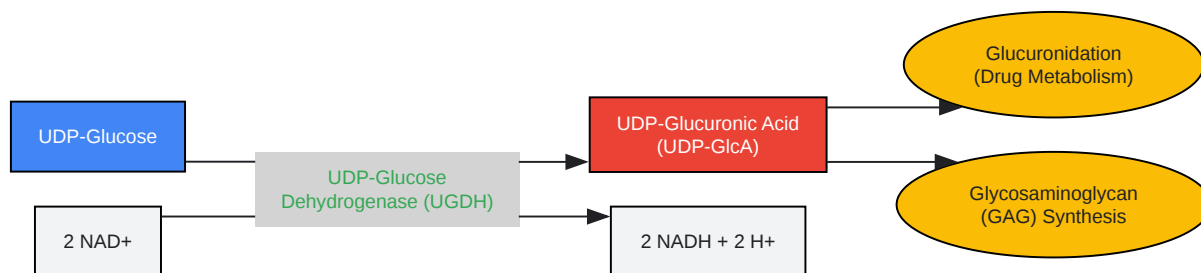 Glucuronidation
(Drug Metabolism)
UDP-Glucose
UDP-Glucuronic Acid
(UDP-GlcA)
UDP-Glucose
Dehydrogenase (UGDH)
Glycosaminoglycan
(GAG) Synthesis
2 NAD+
2 NADH + 2 H+